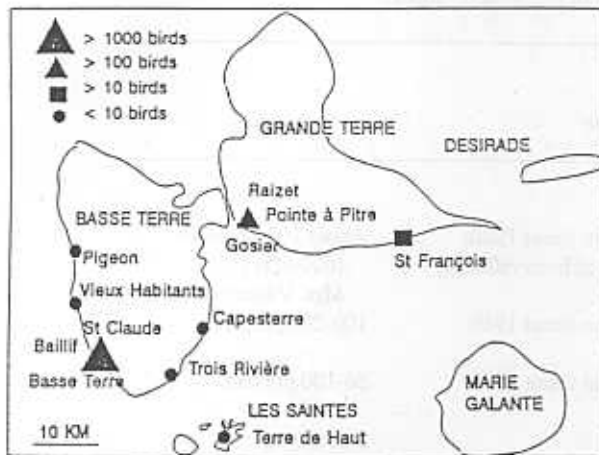 > 1000 birds
> 100 birds
> 10 birds
< 10 birds
GRANDE TERRE
DESIRADE
Raizet
BASSE TERRE
Pointe à Pitre
Gosier
St François
Pigeon
Vieux Habitants
St Claude
Capesterre
Baillif
Basse Terre
Trois Rivière
MARIE
GALANTE
LES SAINTES
10 KM
Terre de Haut